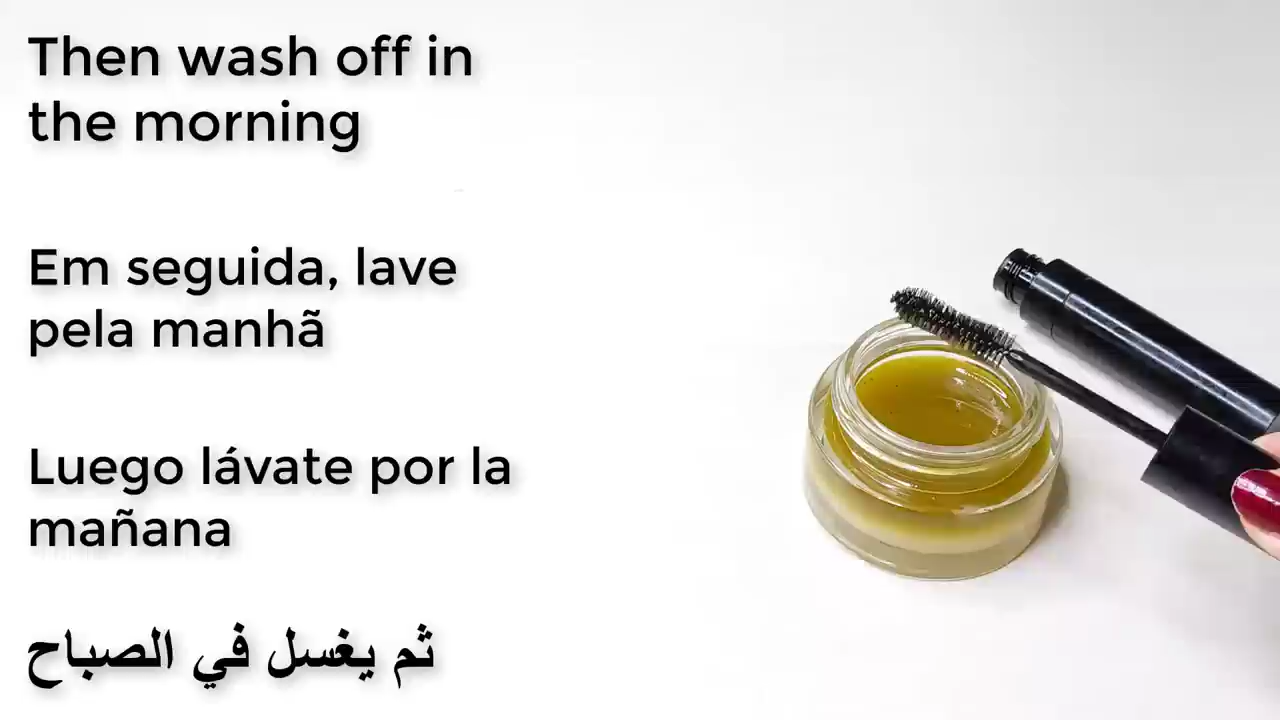 Then wash off in
the morning
Em seguida, lave
pela manhã
Luego lávate por la
mañana
ثم يغسل في الصباح